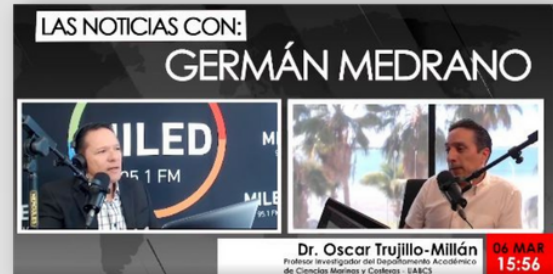 LAS NOTICIAS CON:
GERMÁN MEDRANO
MILED
95.1 FM
Dr. Oscar Trujillo-Millán
Profesor Investigador del Departamento Académico
de Ciencias Marinas y Costeras - UABCS
06 MAR
15:56